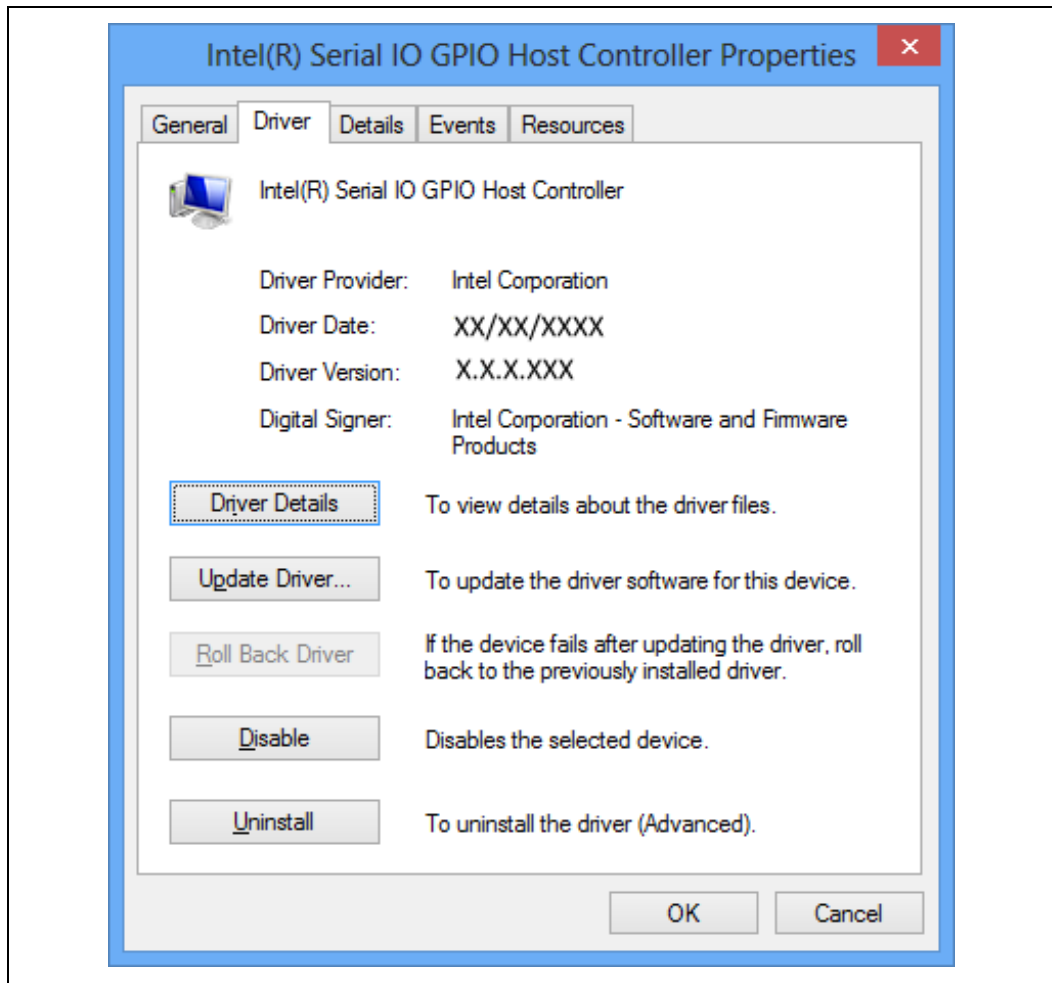 Intel(R) Serial IO GPIO Host Controller Properties
General Driver Details Events Resources
Intel(R) Serial IO GPIO Host Controller
Driver Provider: Intel Corporation
Driver Date: XX/XX/XXXX
Driver Version: X.X.X.XXX
Digital Signer: Intel Corporation - Software and Firmware
Products
Driver Details To view details about the driver files.
Update Driver... To update the driver software for this device.
Roll Back Driver If the device fails after updating the driver, roll
back to the previously installed driver.
Disable Disables the selected device.
Uninstall To uninstall the driver (Advanced).
OK Cancel